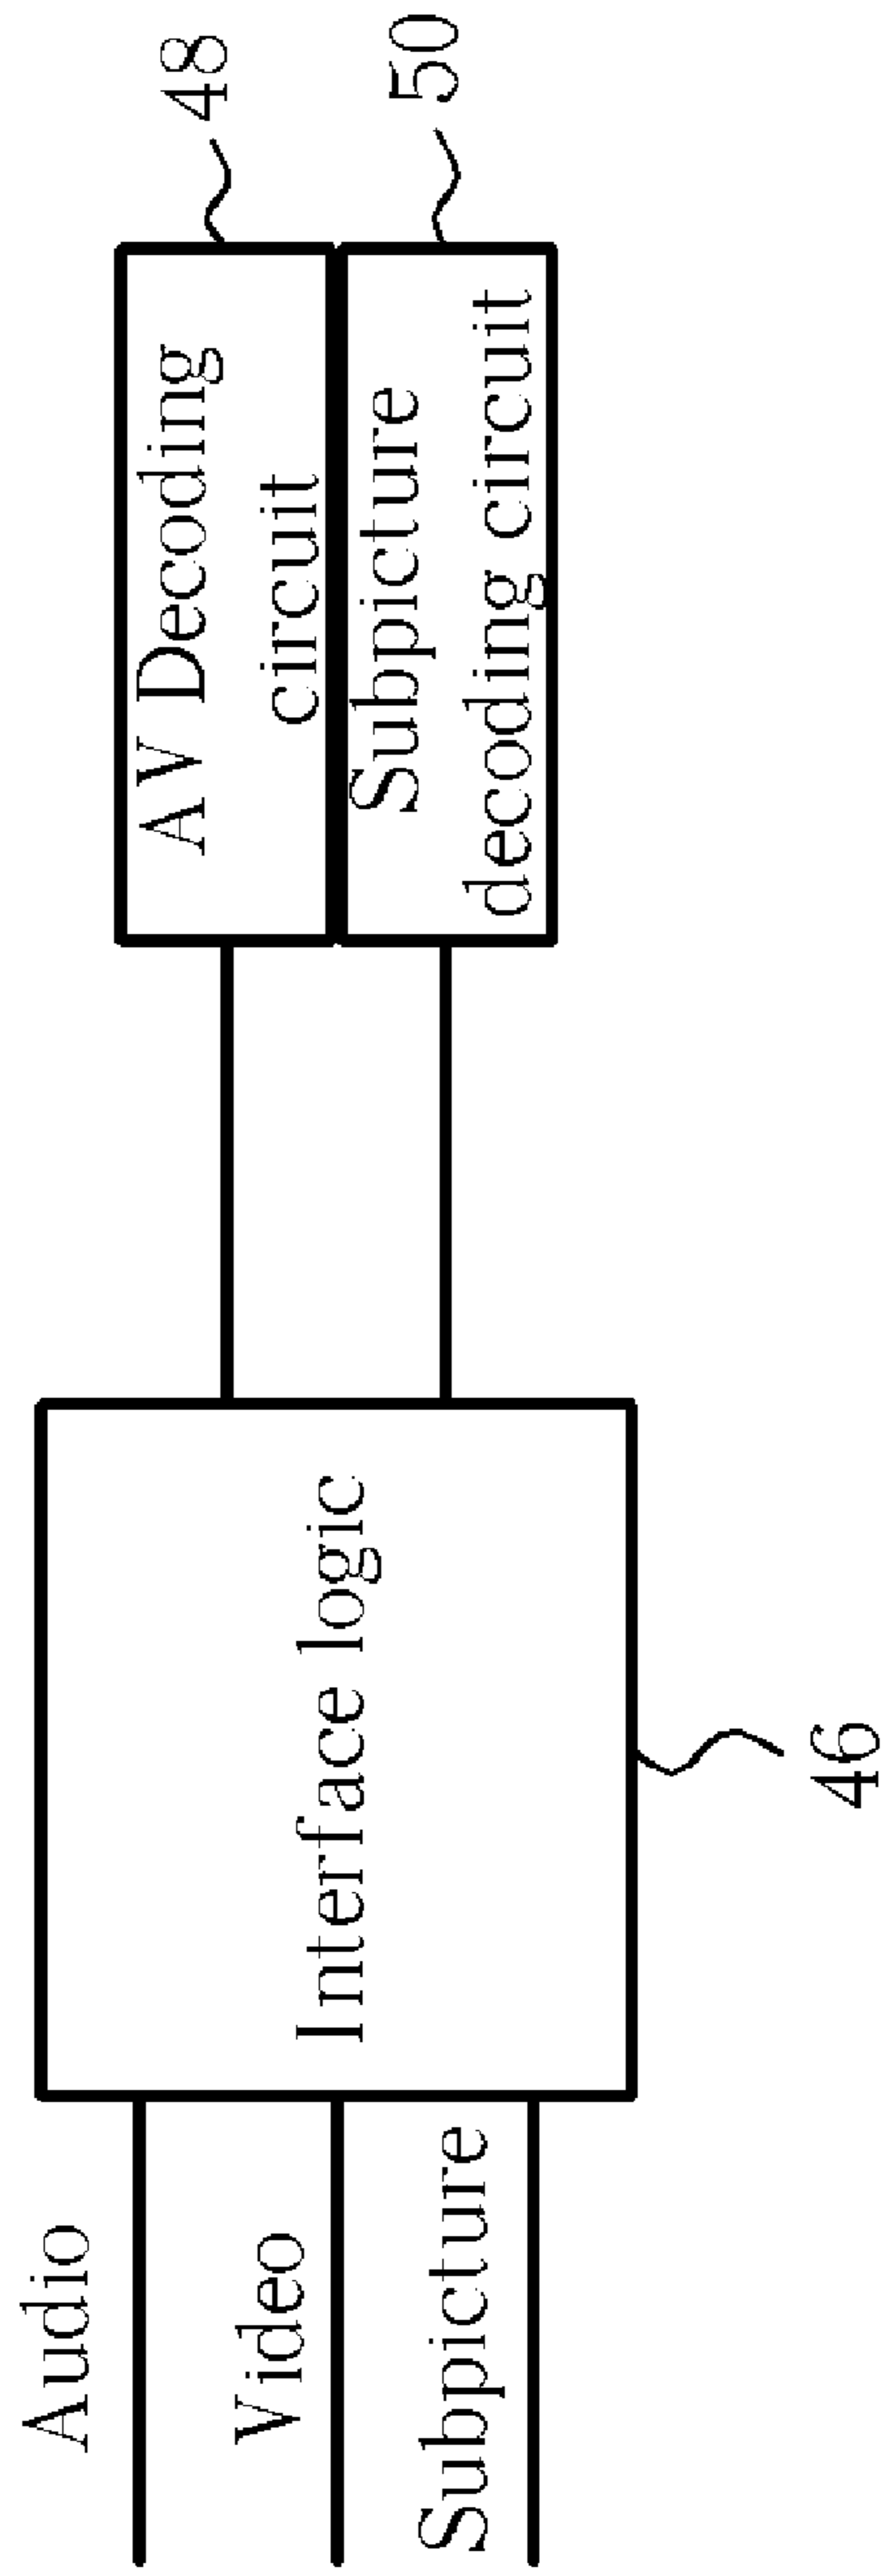 Audio
Video
Subpicture
Interface logic
46
AV Decoding
circuit
48
Subpicture
decoding circuit
50